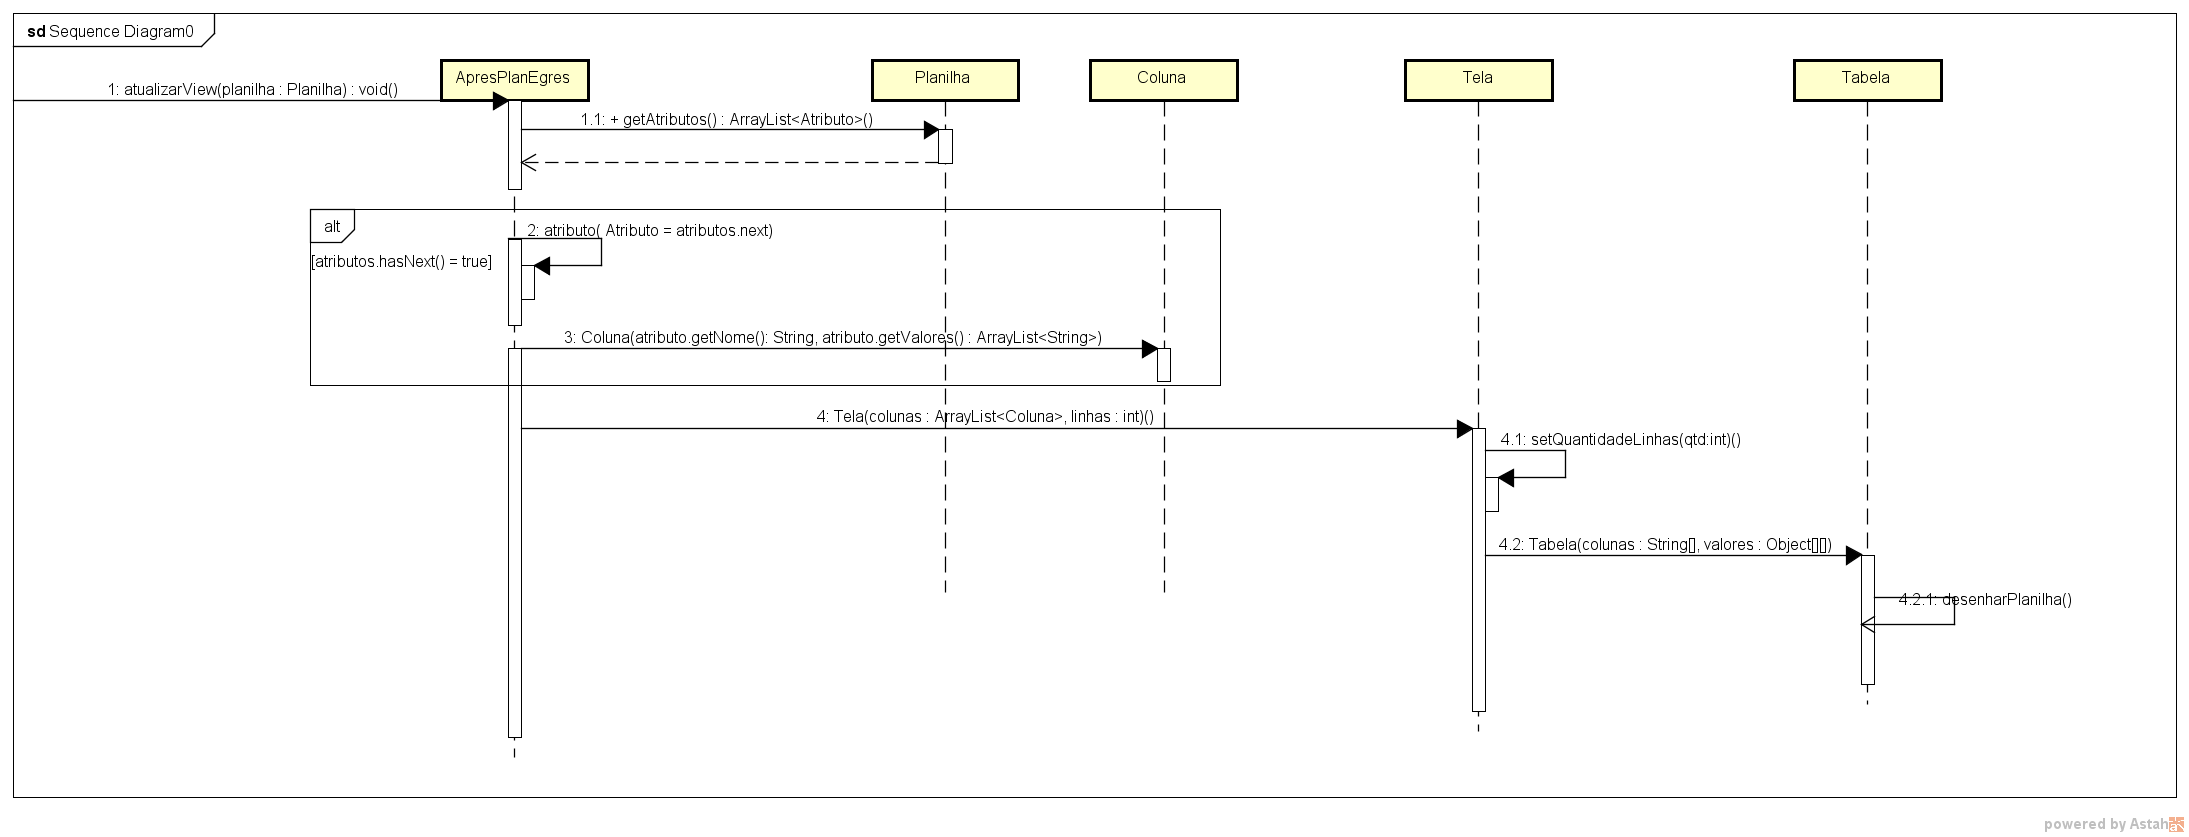 sd Sequence Diagram0
ApresPlanEgres
Planilha
Coluna
Tela
Tabela
1: atualizarView(planilha : Planilha) : void()
1.1: + getAtributos() : ArrayList<Atributo>()
alt
2: atributo( Atributo = atributos.next)
[atributos.hasNext() = true]
3: Coluna(atributo.getNome(): String, atributo.getValores() : ArrayList<String>)
4: Tela(colunas : ArrayList<Coluna>, linhas : int)()
4.1: setQuantidadeLinhas(qtd:int)()
4.2: Tabela(colunas : String[], valores : Object[][])
4.2.1: desenharPlanilha()
powered by Astah